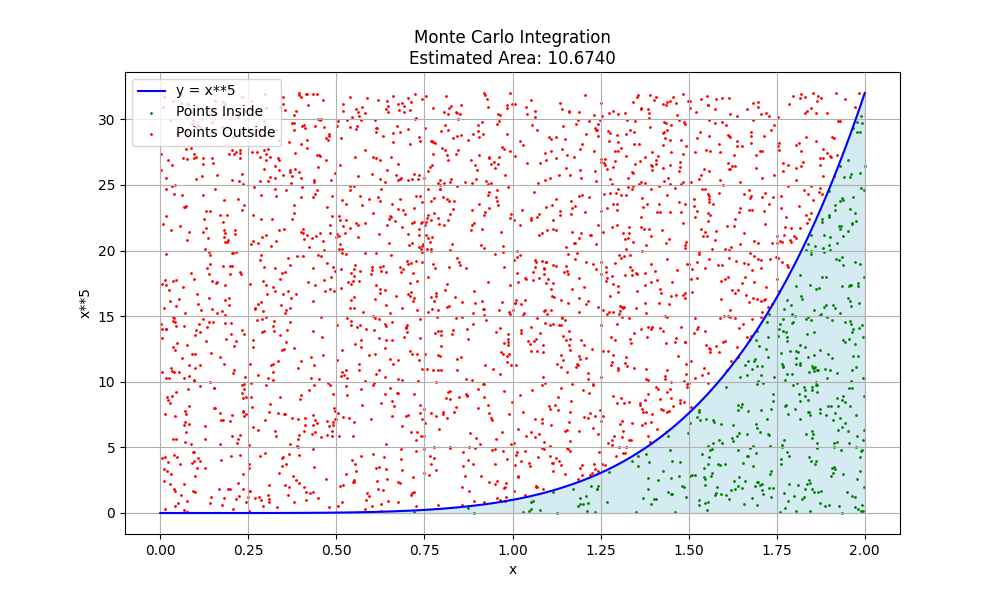 Monte Carlo Integration
Estimated Area: 10.6740
y = x**5
Points Inside
Points Outside
30
25
20
15
10
5
0
x**5
0.00 0.25 0.50 0.75 1.00 1.25 1.50 1.75 2.00
x